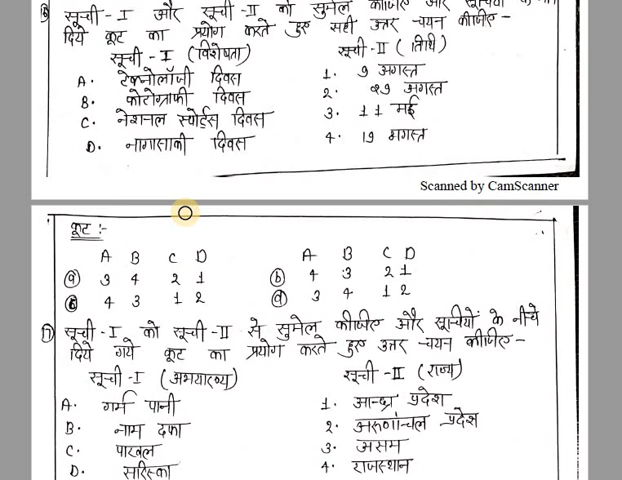 सूची-I और सूची-II को सुमेल कीजिए और सूचियों के
दिये कूट का प्रयोग करते हुए सही उत्तर चयन कीजिए-
सूची-I (विशेषता) सूची-II (तिथि)
A. टेक्नोलॉजी दिवस 1. 9 अगस्त
B. फोटोग्राफी दिवस 2. 29 अगस्त
C. नेशनल स्पोर्ट्स दिवस 3. 11 मई
D. नागासाकी दिवस 4. 19 अगस्त
Scanned by CamScanner
कूट :-
A B C D A B C D
(a) 3 4 2 1 (b) 4 3 2 1
(c) 4 3 1 2 (d) 3 4 1 2
सूची-I को सूची-II से सुमेल कीजिए और सूचियों के नीचे
दिये गये कूट का प्रयोग करते हुए उत्तर चयन कीजिए-
सूची-I (अभयारण्य) सूची-II (राज्य)
A. गर्म पानी 1. आन्ध्र प्रदेश
B. नाम दफा 2. अरुणांचल प्रदेश
C. पाखल 3. असम
D. सरिस्का 4. राजस्थान